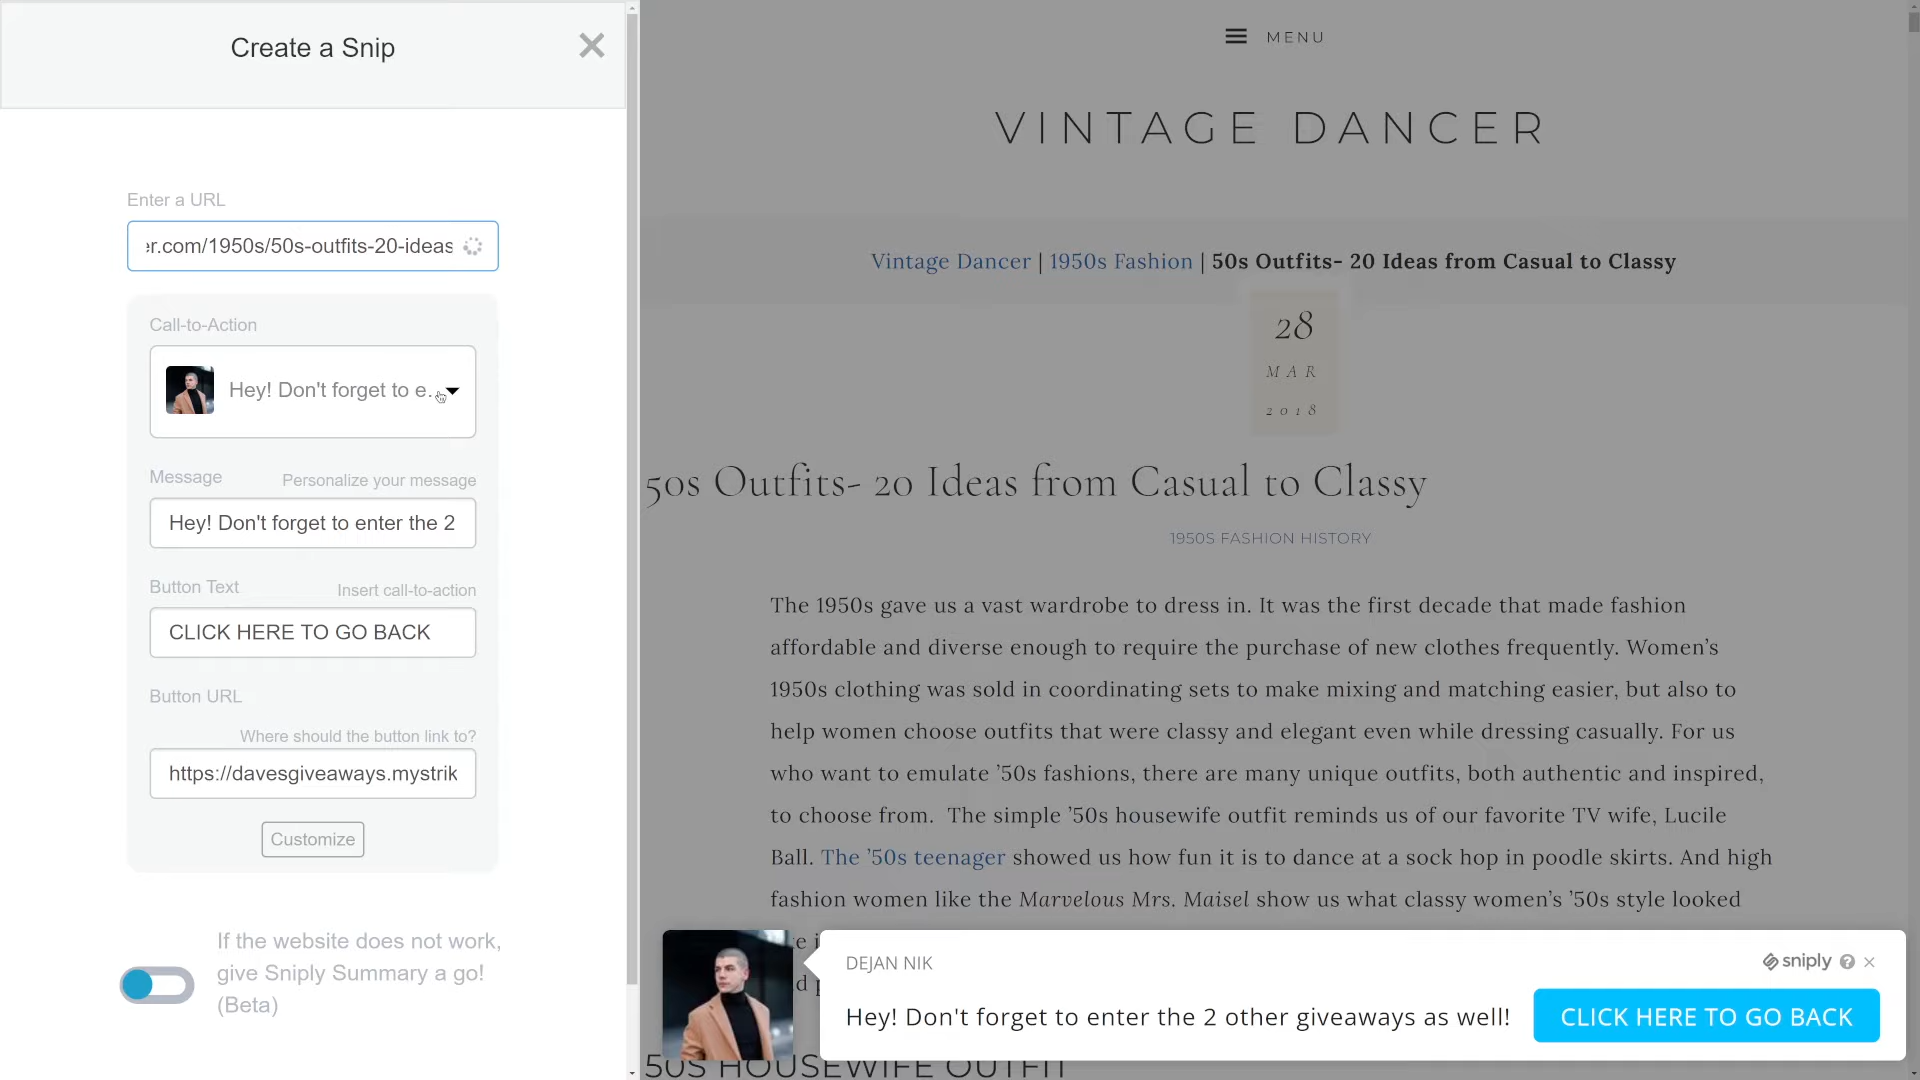 Create a Snip
Enter a URL
er.com/1950s/50s-outfits-20-ideas
Call-to-Action
Hey! Don't forget to e...
Message
Personalize your message
Hey! Don't forget to enter the 2
Button Text
Insert call-to-action
CLICK HERE TO GO BACK
Button URL
Where should the button link to?
https://davesgiveaways.mystrik
Customize
If the website does not work,
give Sniply Summary a go!
(Beta)
MENU
VINTAGE DANCER
Vintage Dancer | 1950s Fashion | 50s Outfits- 20 Ideas from Casual to Classy
28
MAR
2018
50s Outfits- 20 Ideas from Casual to Classy
1950S FASHION HISTORY
The 1950s gave us a vast wardrobe to dress in. It was the first decade that made fashion
affordable and diverse enough to require the purchase of new clothes frequently. Women’s
1950s clothing was sold in coordinating sets to make mixing and matching easier, but also to
help women choose outfits that were classy and elegant even while dressing casually. For us
who want to emulate ’50s fashions, there are many unique outfits, both authentic and inspired,
to choose from. The simple ’50s housewife outfit reminds us of our favorite TV wife, Lucile
Ball. The ’50s teenager showed us how fun it is to dance at a sock hop in poodle skirts. And high
fashion women like the Marvelous Mrs. Maisel show us what classy women’s ’50s style looked
DEJAN NIK
sniply
Hey! Don't forget to enter the 2 other giveaways as well!
CLICK HERE TO GO BACK
50S HOUSEWIFE OUTFIT